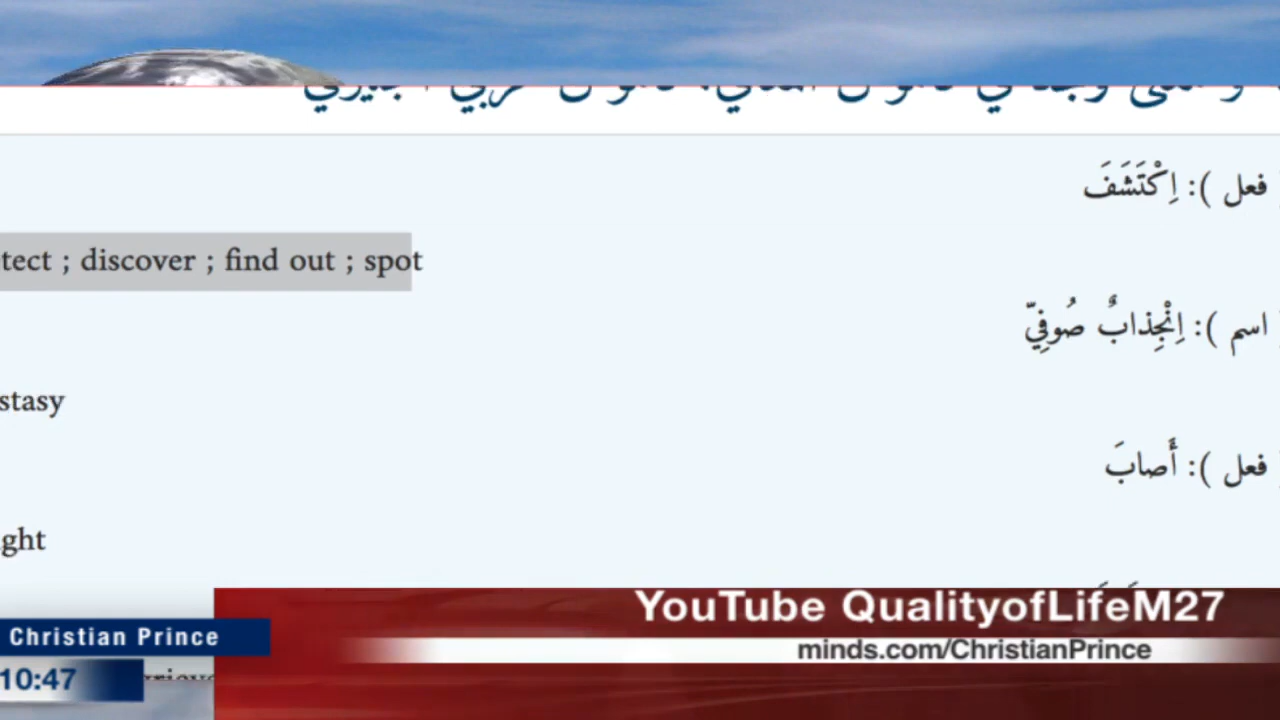 فعل ): اِكْتَشَفَ
tect ; discover ; find out ; spot
اسم ): اِنْجِذابٌ صُوفِيّ
stasy
فعل ): أَصابَ
ght
YouTube QualityofLifeM27
Christian Prince
minds.com/ChristianPrince
10:47